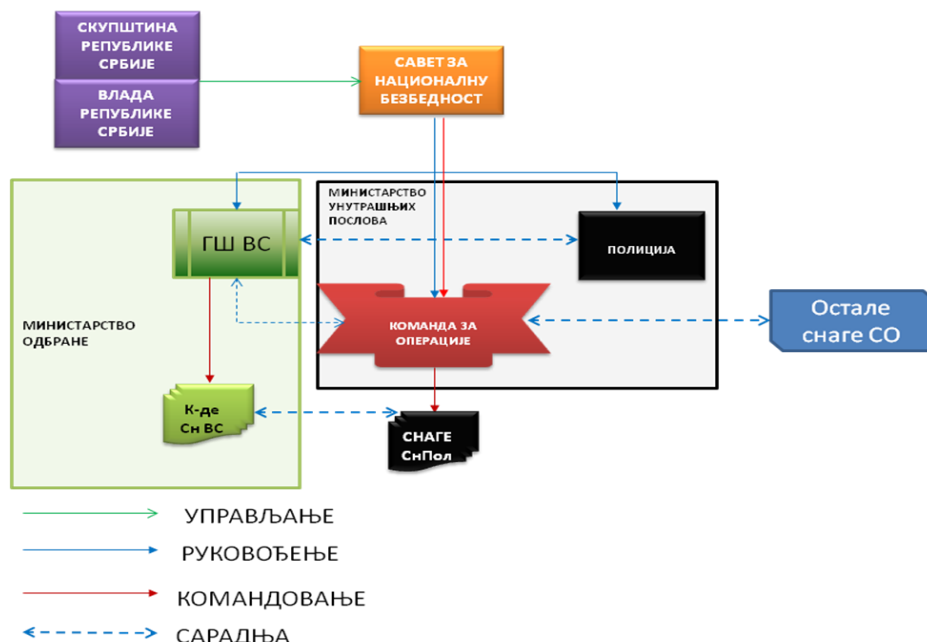 СКУПШТИНА
РЕПУБЛИКЕ
СРБИЈЕ
ВЛАДА
РЕПУБЛИКЕ
СРБИЈЕ
САВЕТ ЗА
НАЦИОНАЛНУ
БЕЗБЕДНОСТ
МИНИСТАРСТВО
УНУТРАШЊИХ
ПОСЛОВА
ГШ ВС
ПОЛИЦИЈА
МИНИСТАРСТВО
ОДБРАНЕ
КОМАНДА ЗА
ОПЕРАЦИЈЕ
Остале
снаге СО
К-де
Сн ВС
СНАГЕ
СнПол
УПРАВЉАЊЕ
РУКОВОЂЕЊЕ
КОМАНДОВАЊЕ
САРАДЊА